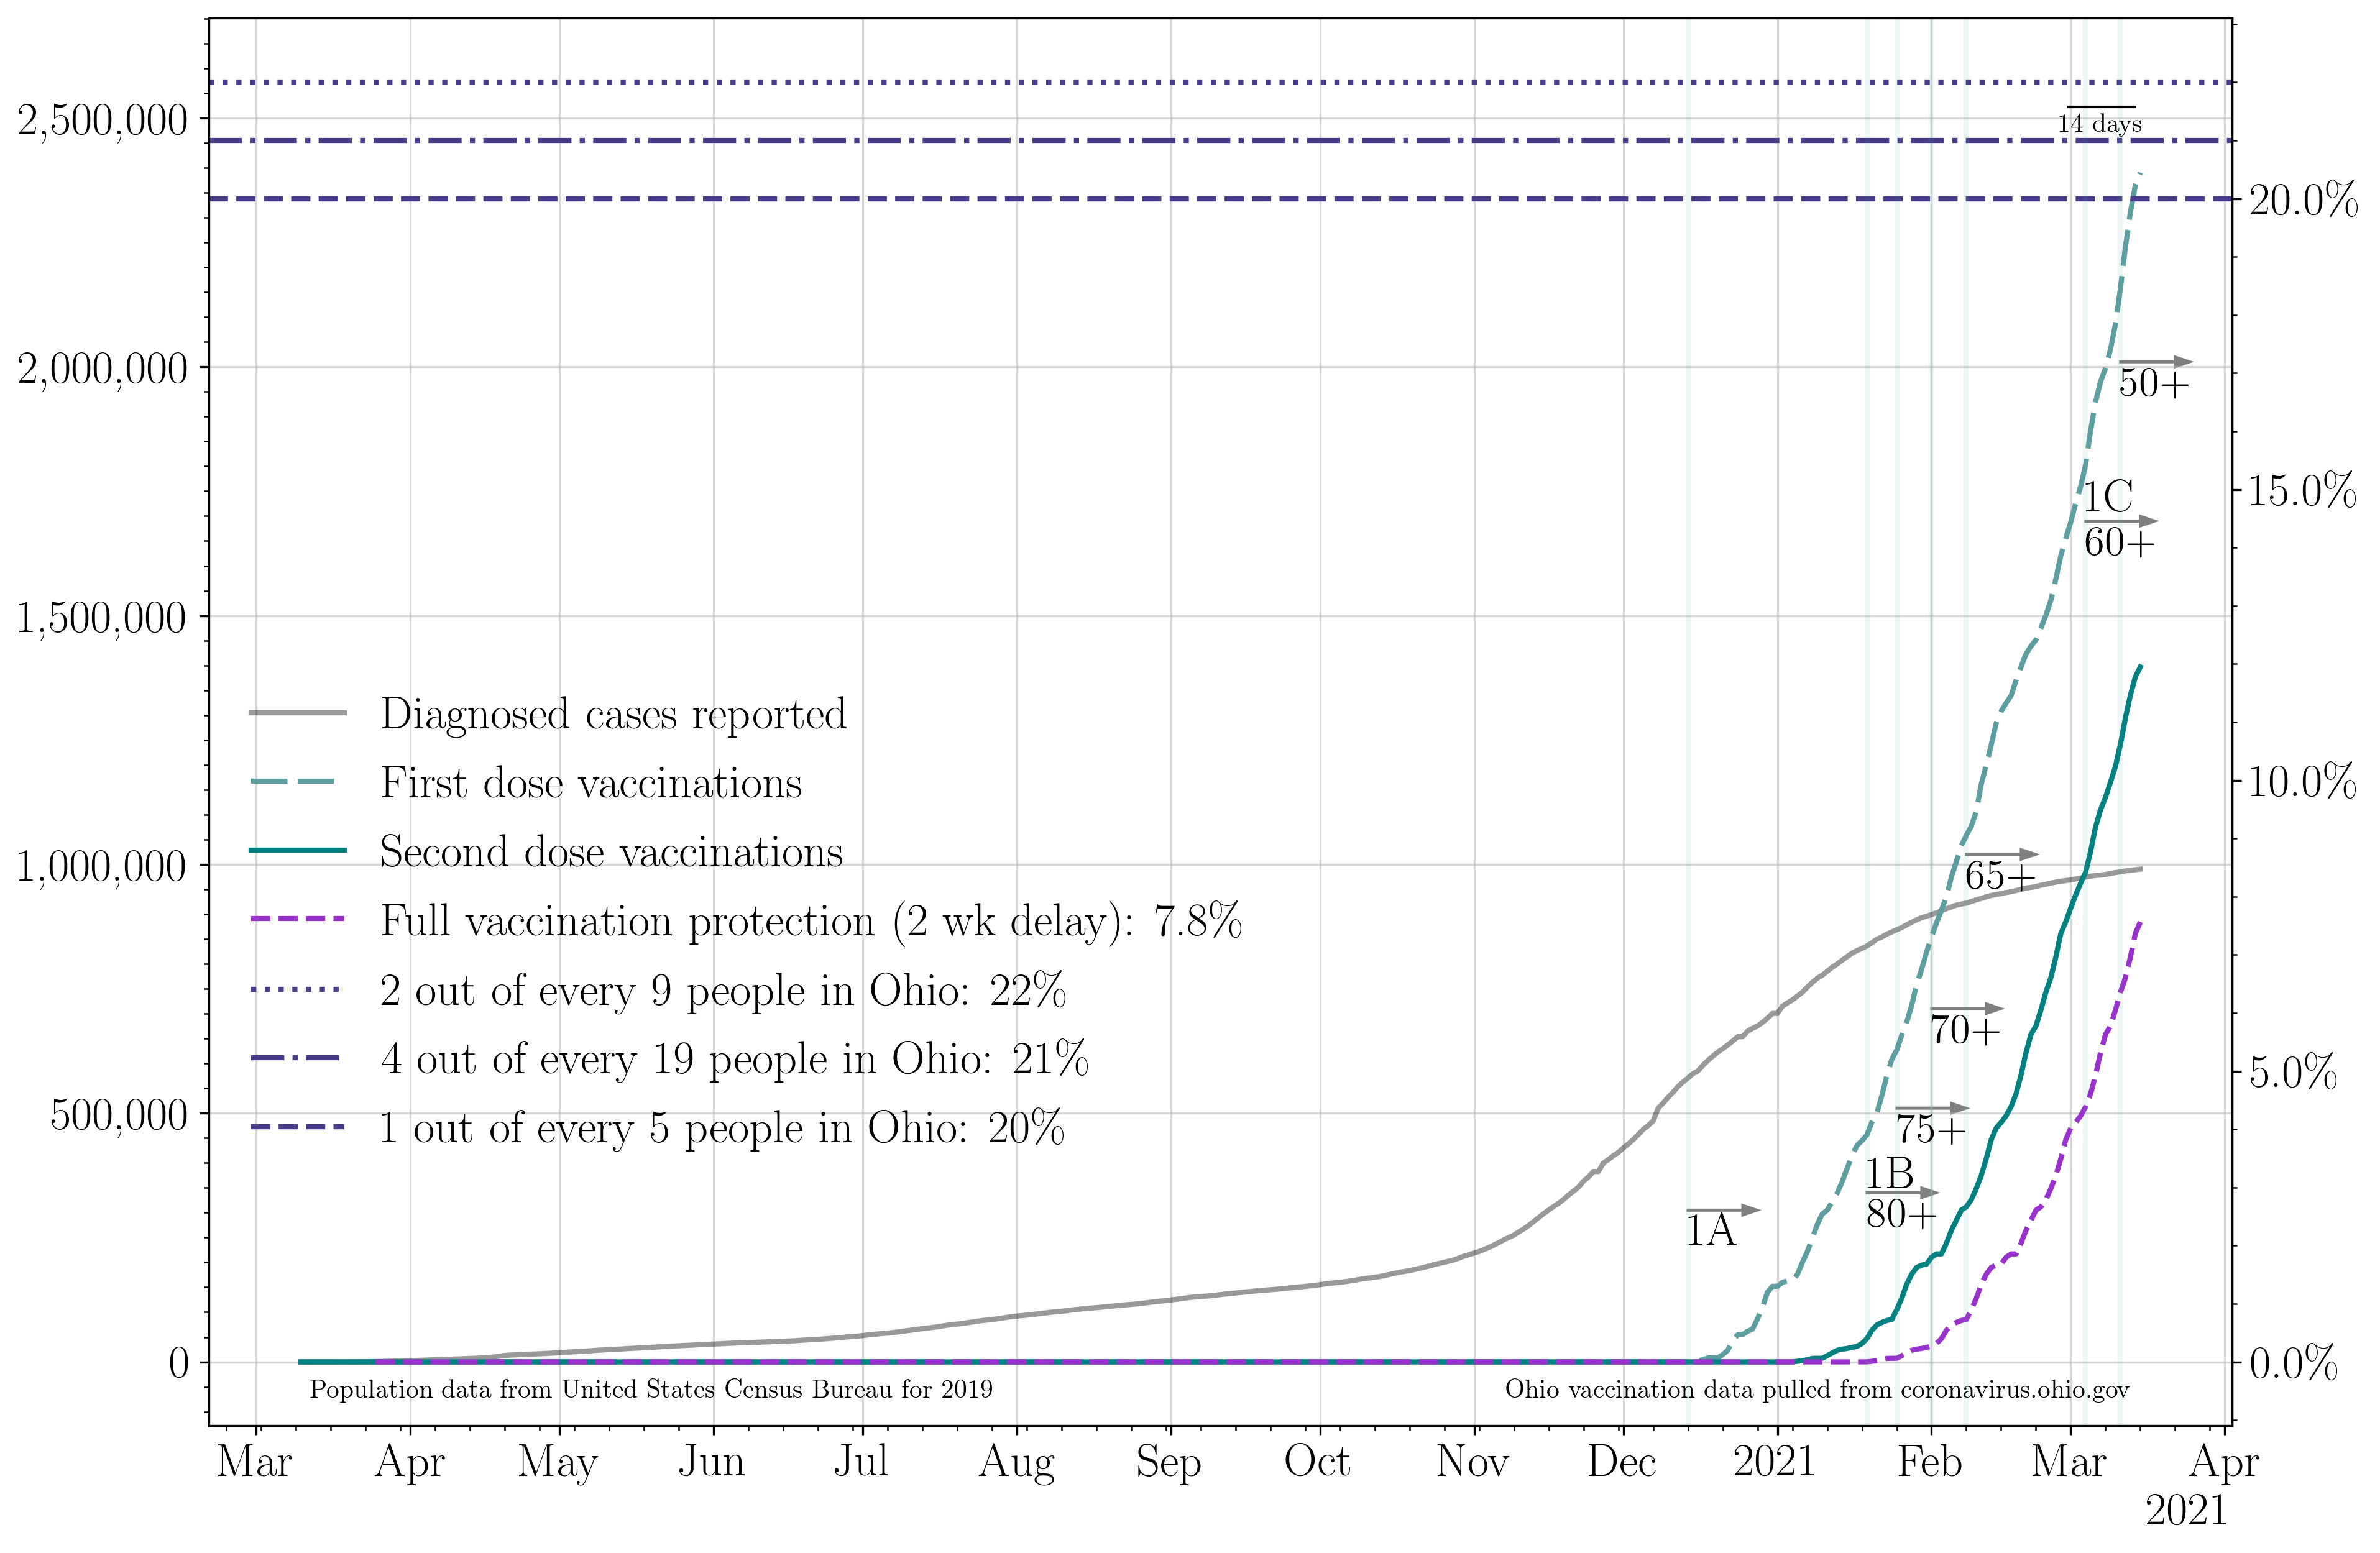 2,500,000
2,000,000
1,500,000
1,000,000
500,000
0
14 days
20.0%
15.0%
10.0%
5.0%
0.0%
50+
1C
60+
65+
70+
75+
1B
80+
1A
Diagnosed cases reported
First dose vaccinations
Second dose vaccinations
Full vaccination protection (2 wk delay): 7.8%
2 out of every 9 people in Ohio: 22%
4 out of every 19 people in Ohio: 21%
1 out of every 5 people in Ohio: 20%
Population data from United States Census Bureau for 2019
Ohio vaccination data pulled from coronavirus.ohio.gov
Mar Apr May Jun Jul Aug Sep Oct Nov Dec 2021 Feb Mar Apr
2021